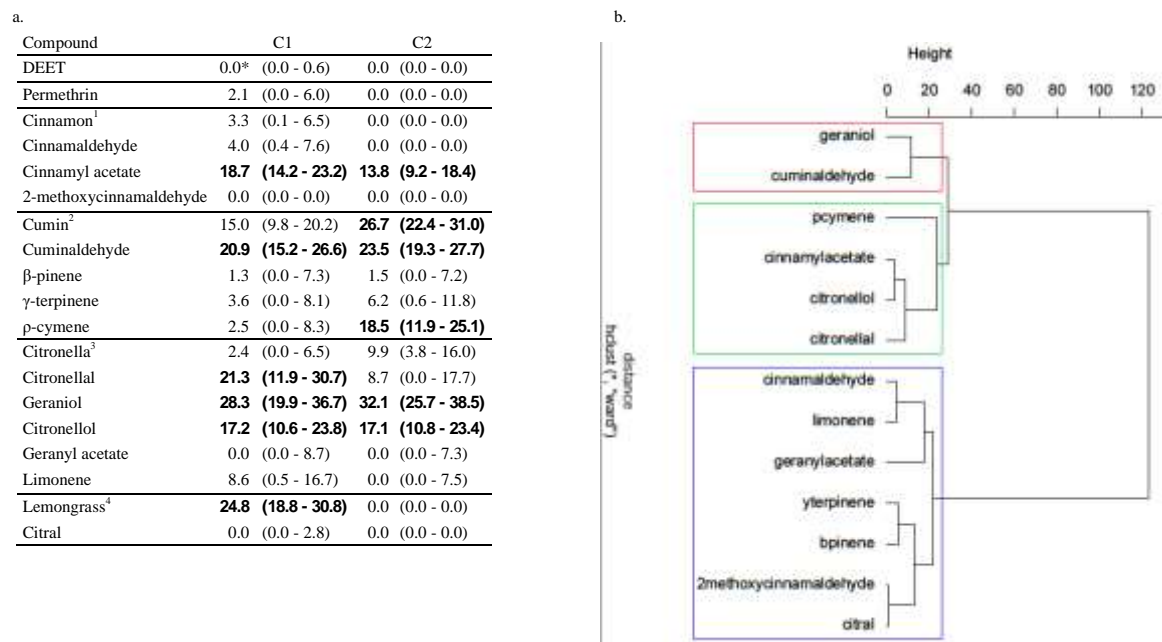 a.
Compound C1 C2
DEET 0.0* (0.0 - 0.6) 0.0 (0.0 - 0.0)
Permethrin 2.1 (0.0 - 6.0) 0.0 (0.0 - 0.0)
Cinnamon1 3.3 (0.1 - 6.5) 0.0 (0.0 - 0.0)
Cinnamaldehyde 4.0 (0.4 - 7.6) 0.0 (0.0 - 0.0)
Cinnamyl acetate 18.7 (14.2 - 23.2) 13.8 (9.2 - 18.4)
2-methoxycinnamaldehyde 0.0 (0.0 - 0.0) 0.0 (0.0 - 0.0)
Cumin2 15.0 (9.8 - 20.2) 26.7 (22.4 - 31.0)
Cuminaldehyde 20.9 (15.2 - 26.6) 23.5 (19.3 - 27.7)
β-pinene 1.3 (0.0 - 7.3) 1.5 (0.0 - 7.2)
γ-terpinene 3.6 (0.0 - 8.1) 6.2 (0.6 - 11.8)
ρ-cymene 2.5 (0.0 - 8.3) 18.5 (11.9 - 25.1)
Citronella3 2.4 (0.0 - 6.5) 9.9 (3.8 - 16.0)
Citronellal 21.3 (11.9 - 30.7) 8.7 (0.0 - 17.7)
Geraniol 28.3 (19.9 - 36.7) 32.1 (25.7 - 38.5)
Citronellol 17.2 (10.6 - 23.8) 17.1 (10.8 - 23.4)
Geranyl acetate 0.0 (0.0 - 8.7) 0.0 (0.0 - 7.3)
Limonene 8.6 (0.5 - 16.7) 0.0 (0.0 - 7.5)
Lemongrass4 24.8 (18.8 - 30.8) 0.0 (0.0 - 0.0)
Citral 0.0 (0.0 - 2.8) 0.0 (0.0 - 0.0)
b.
Height
0 20 40 60 80 100 120
geraniol
cuminaldehyde
pcymene
cinnamylacetate
citronellol
citronellal
cinnamaldehyde
limonene
geranylacetate
yterpinene
bpinene
2methoxycinnamaldehyde
citral
distance
hclust (*, "ward")